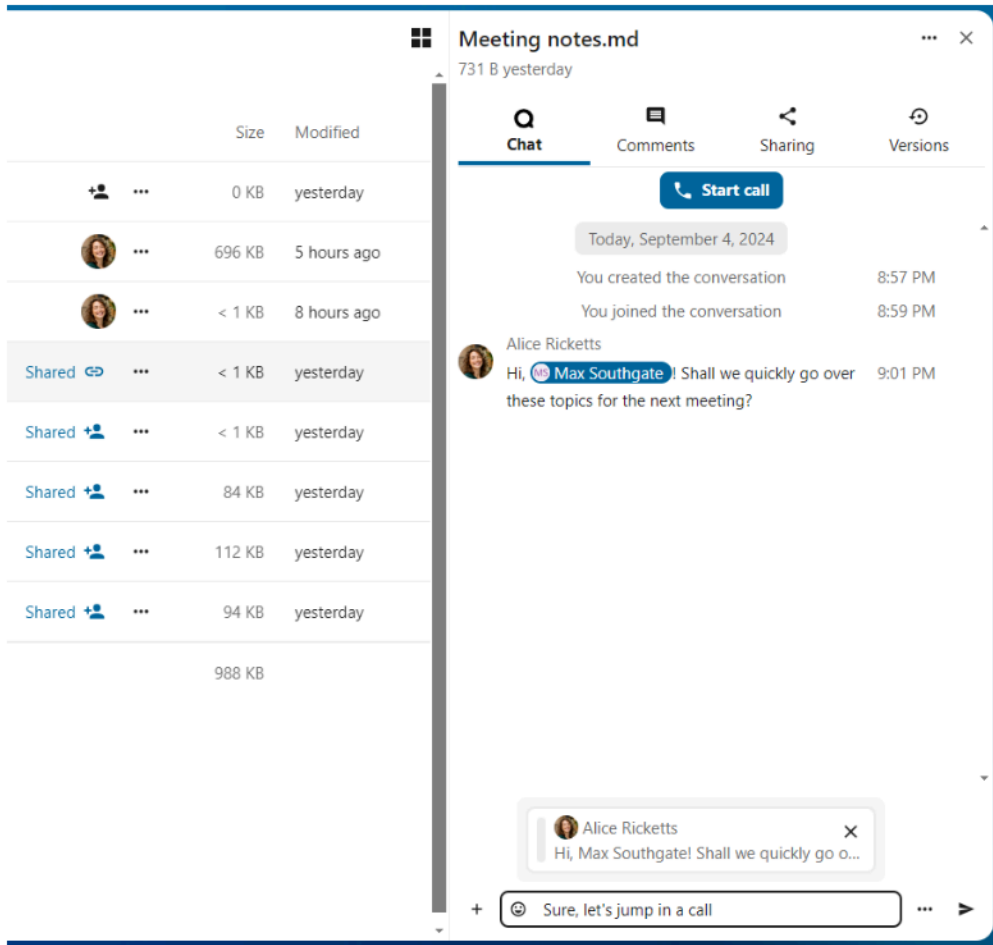 Size Modified
0 KB yesterday
696 KB 5 hours ago
< 1 KB 8 hours ago
Shared < 1 KB yesterday
Shared < 1 KB yesterday
Shared 84 KB yesterday
Shared 112 KB yesterday
Shared 94 KB yesterday
988 KB
Meeting notes.md
731 B yesterday
Chat Comments Sharing Versions
Start call
Today, September 4, 2024
You created the conversation 8:57 PM
You joined the conversation 8:59 PM
Alice Ricketts
Hi, MS Max Southgate ! Shall we quickly go over 9:01 PM
these topics for the next meeting?
Alice Ricketts
Hi, Max Southgate! Shall we quickly go o...
Sure, let's jump in a call